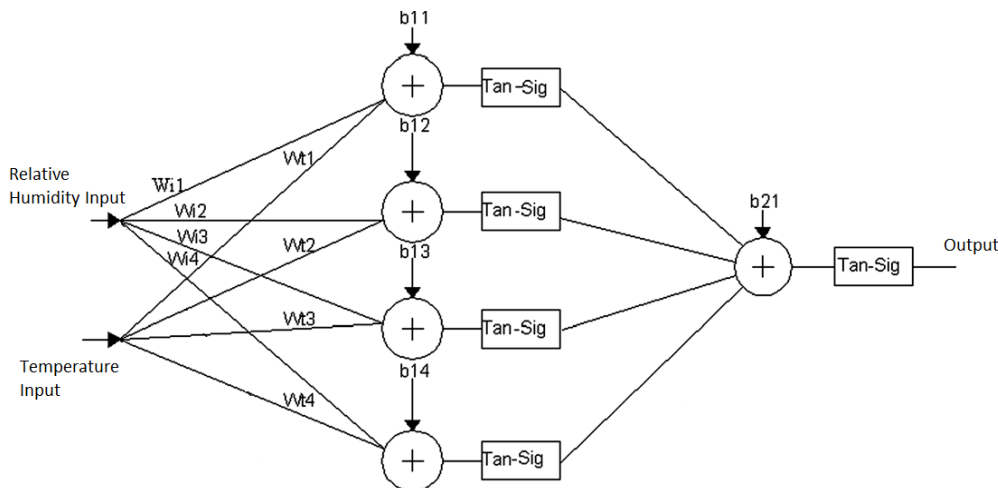 b11
+
Tan-Sig
b12
Wt1
Relative
Humidity Input
Wi1
Wi2
+
Tan-Sig
b21
Wi3
Wt2
b13
Wi4
+
Tan-Sig
Output
Wt3
+
Tan-Sig
Temperature
Input
b14
Wt4
+
Tan-Sig